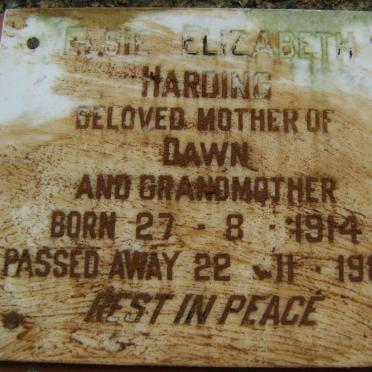 ELSIE ELIZABETH
HARDING
BELOVED MOTHER OF
DAWN
AND GRANDMOTHER
BORN 27 · 8 · 1914
PASSED AWAY 22 · 11 ·
REST IN PEACE